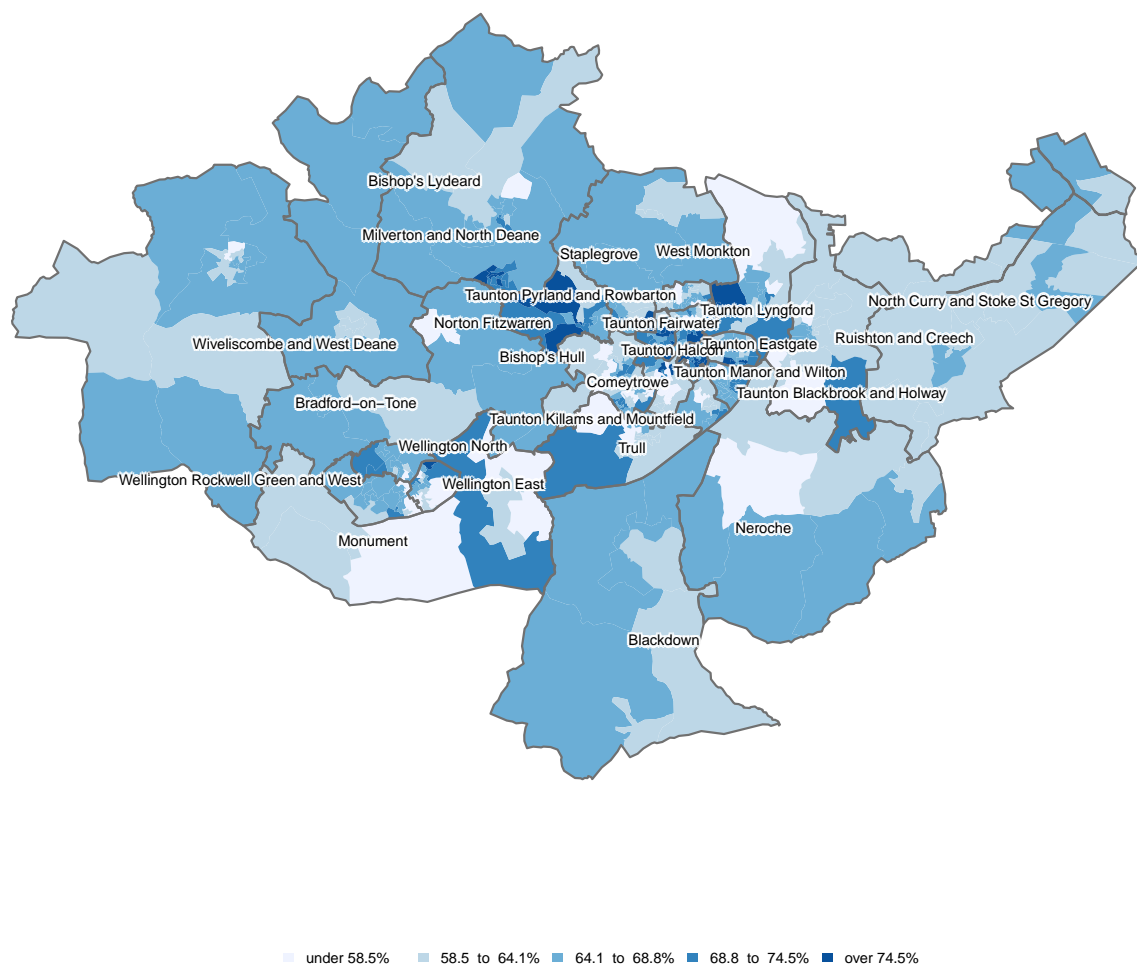 Bishop's Lydeard
Milverton and North Deane
Staplegrove
West Monkton
Taunton Pyrland and Rowbarton
North Curry and Stoke St Gregory
Taunton Lyngford
Norton Fitzwarren
Taunton Fairwater
Ruishton and Creech
Wiveliscombe and West Deane
Taunton Halcon
Taunton Eastgate
Bishop's Hull
Taunton Manor and Wilton
Comeytrowe
Taunton Blackbrook and Holway
Bradford−on−Tone
Taunton Killams and Mountfield
Wellington North
Trull
Wellington Rockwell Green and West
Wellington East
Neroche
Monument
Blackdown
under 58.5% 58.5 to 64.1% 64.1 to 68.8% 68.8 to 74.5% over 74.5%